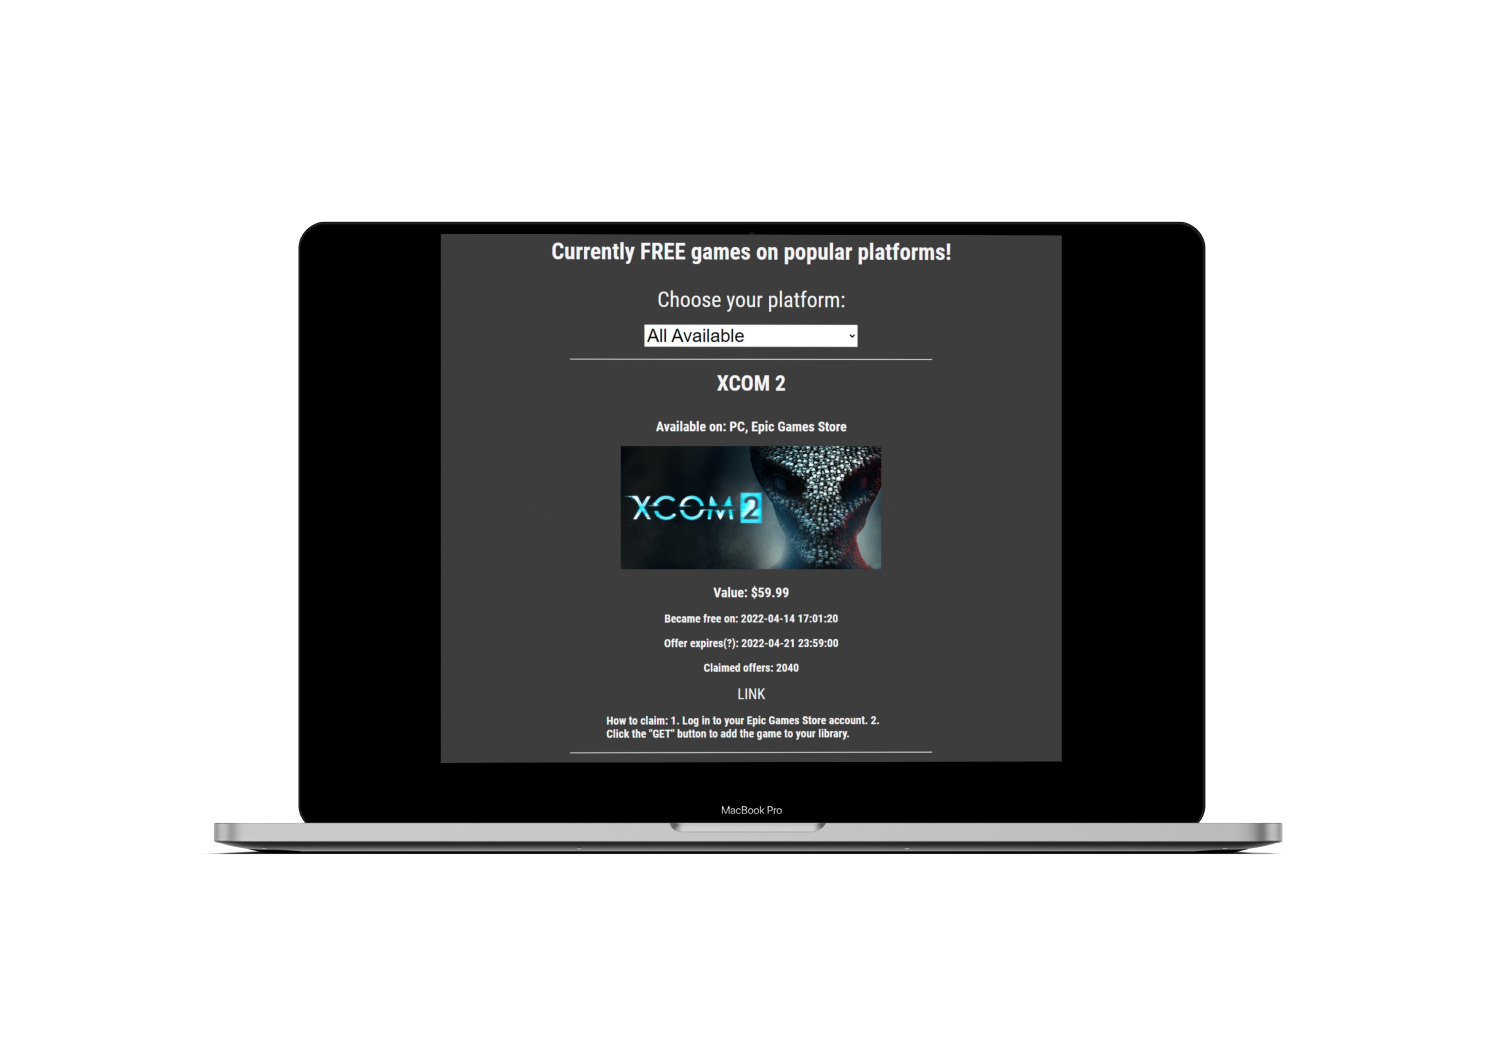 Currently FREE games on popular platforms!
Choose your platform:
All Available
XCOM 2
Available on: PC, Epic Games Store
XCOM 2
Value: $59.99
Became free on: 2022-04-14 17:01:20
Offer expires(?): 2022-04-21 23:59:00
Claimed offers: 2040
LINK
How to claim: 1. Log in to your Epic Games Store account. 2.
Click the "GET" button to add the game to your library.
MacBook Pro